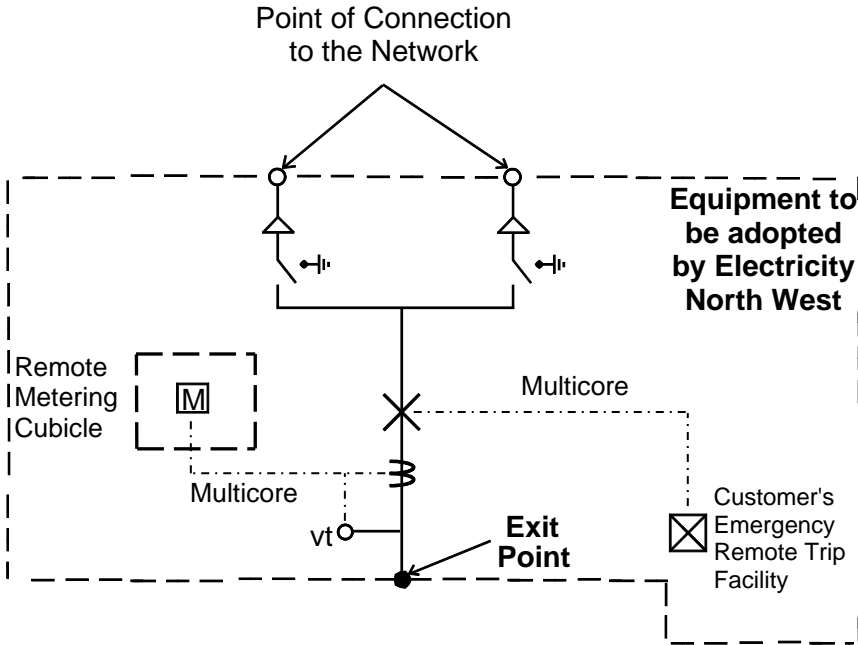 Point of Connection
to the Network
Equipment to
be adopted
by Electricity
North West
Remote
Metering
Cubicle
M
Multicore
Multicore
vt
Exit
Point
Customer's
Emergency
Remote Trip
Facility